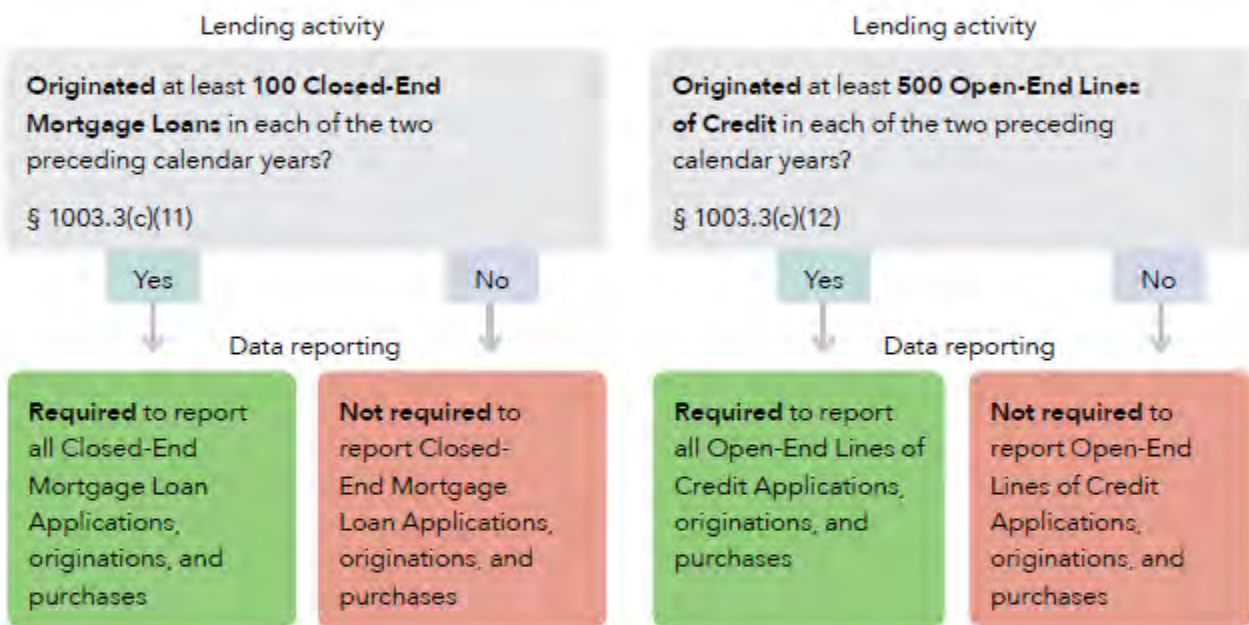 Lending activity
Originated at least 100 Closed-End
Mortgage Loans in each of the two
preceding calendar years?
§ 1003.3(c)(11)
Yes
No
Data reporting
Required to report
all Closed-End
Mortgage Loan
Applications,
originations, and
purchases
Not required to
report Closed-
End Mortgage
Loan Applications,
originations, and
purchases
Lending activity
Originated at least 500 Open-End Lines
of Credit in each of the two preceding
calendar years?
§ 1003.3(c)(12)
Yes
No
Data reporting
Required to report
all Open-End Lines of
Credit Applications,
originations, and
purchases
Not required to
report Open-End
Lines of Credit
Applications,
originations, and
purchases